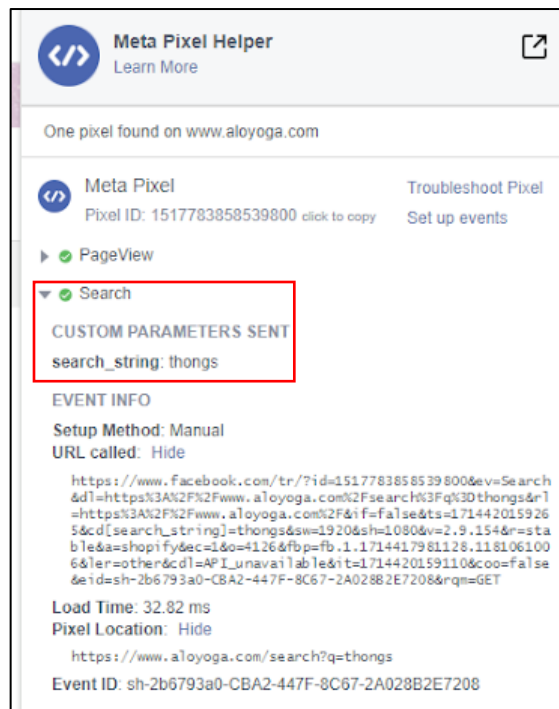 Meta Pixel Helper
Learn More
One pixel found on www.aloyoga.com
Meta Pixel
Troubleshoot Pixel
Pixel ID: 1517783858539800 click to copy
Set up events
PageView
Search
CUSTOM PARAMETERS SENT
search_string: thongs
EVENT INFO
Setup Method: Manual
URL called: Hide
https://www.facebook.com/tr/?id=1517783858539800&ev=Search
&dl=https%3A%2F%2Fwww.aloyoga.com%2Fsearch%3Fq%3Dthongs&rl
=https%3A%2F%2Fwww.aloyoga.com%2F&if=false&ts=171442015926
5&cd[search_string]=thongs&sw=1920&sh=1080&v=2.9.154&r=sta
ble&a=shopify&ec=1&o=4126&fbp=fb.1.1714417981128.118106100
6&ler=other&cdl=API_unavailable&it=1714420159110&coo=false
&eid=sh-2b6793a0-CBA2-447F-8C67-2A028B2E7208&rqm=GET
Load Time: 32.82 ms
Pixel Location: Hide
https://www.aloyoga.com/search?q=thongs
Event ID: sh-2b6793a0-CBA2-447F-8C67-2A028B2E7208